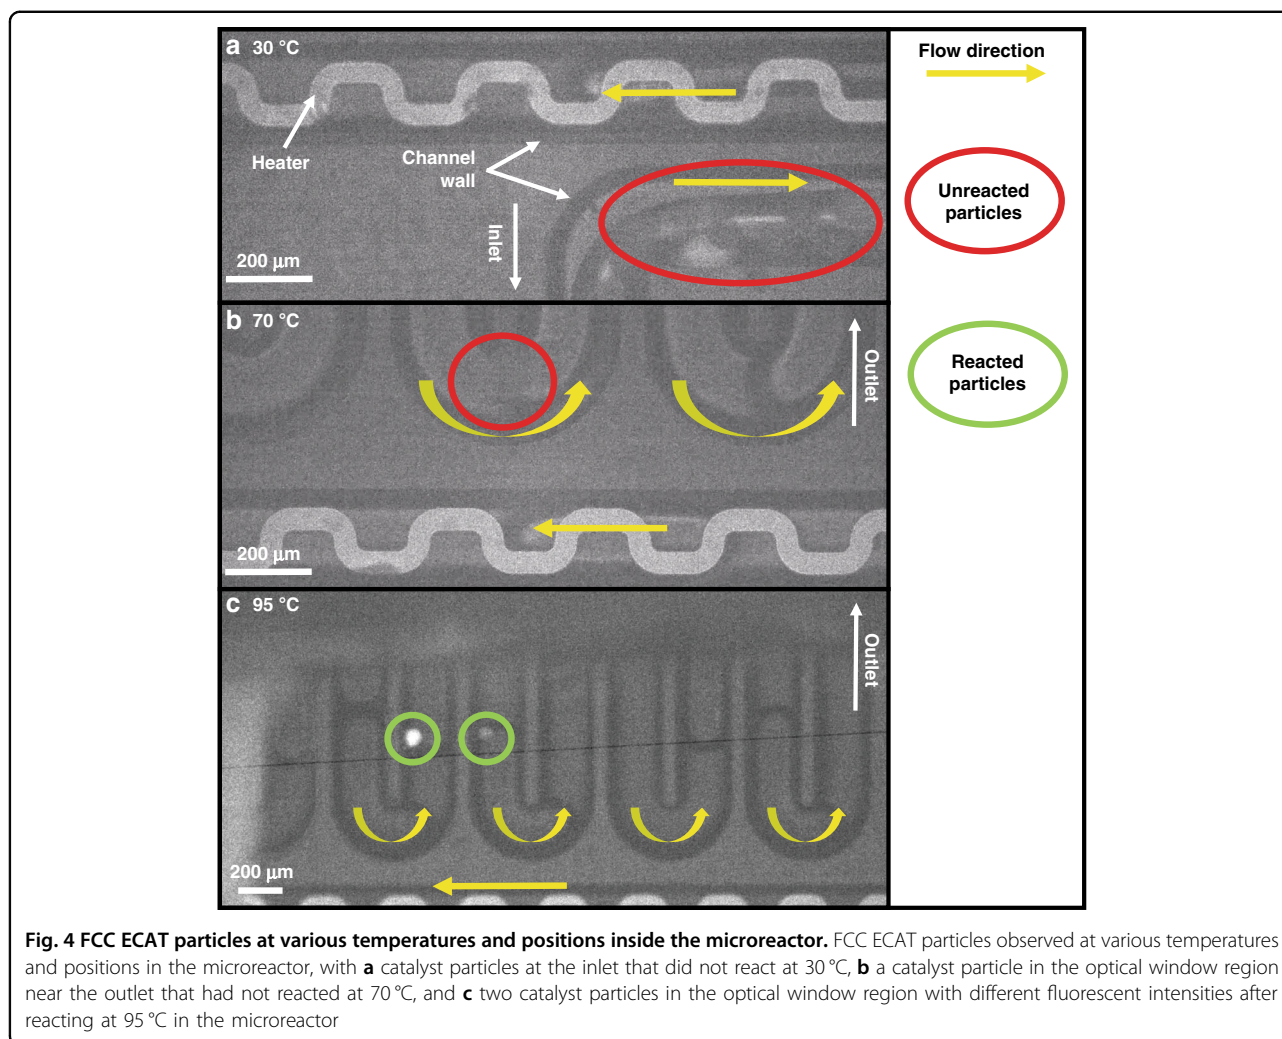 a 30 °C
Heater
Channel
wall
Inlet
200 µm
Flow direction
Unreacted
particles
b 70 °C
Outlet
200 µm
Reacted
particles
c 95 °C
Outlet
200 µm
Fig. 4 FCC ECAT particles at various temperatures and positions inside the microreactor. FCC ECAT particles observed at various temperatures
and positions in the microreactor, with a catalyst particles at the inlet that did not react at 30 °C, b a catalyst particle in the optical window region
near the outlet that had not reacted at 70 °C, and c two catalyst particles in the optical window region with different fluorescent intensities after
reacting at 95 °C in the microreactor